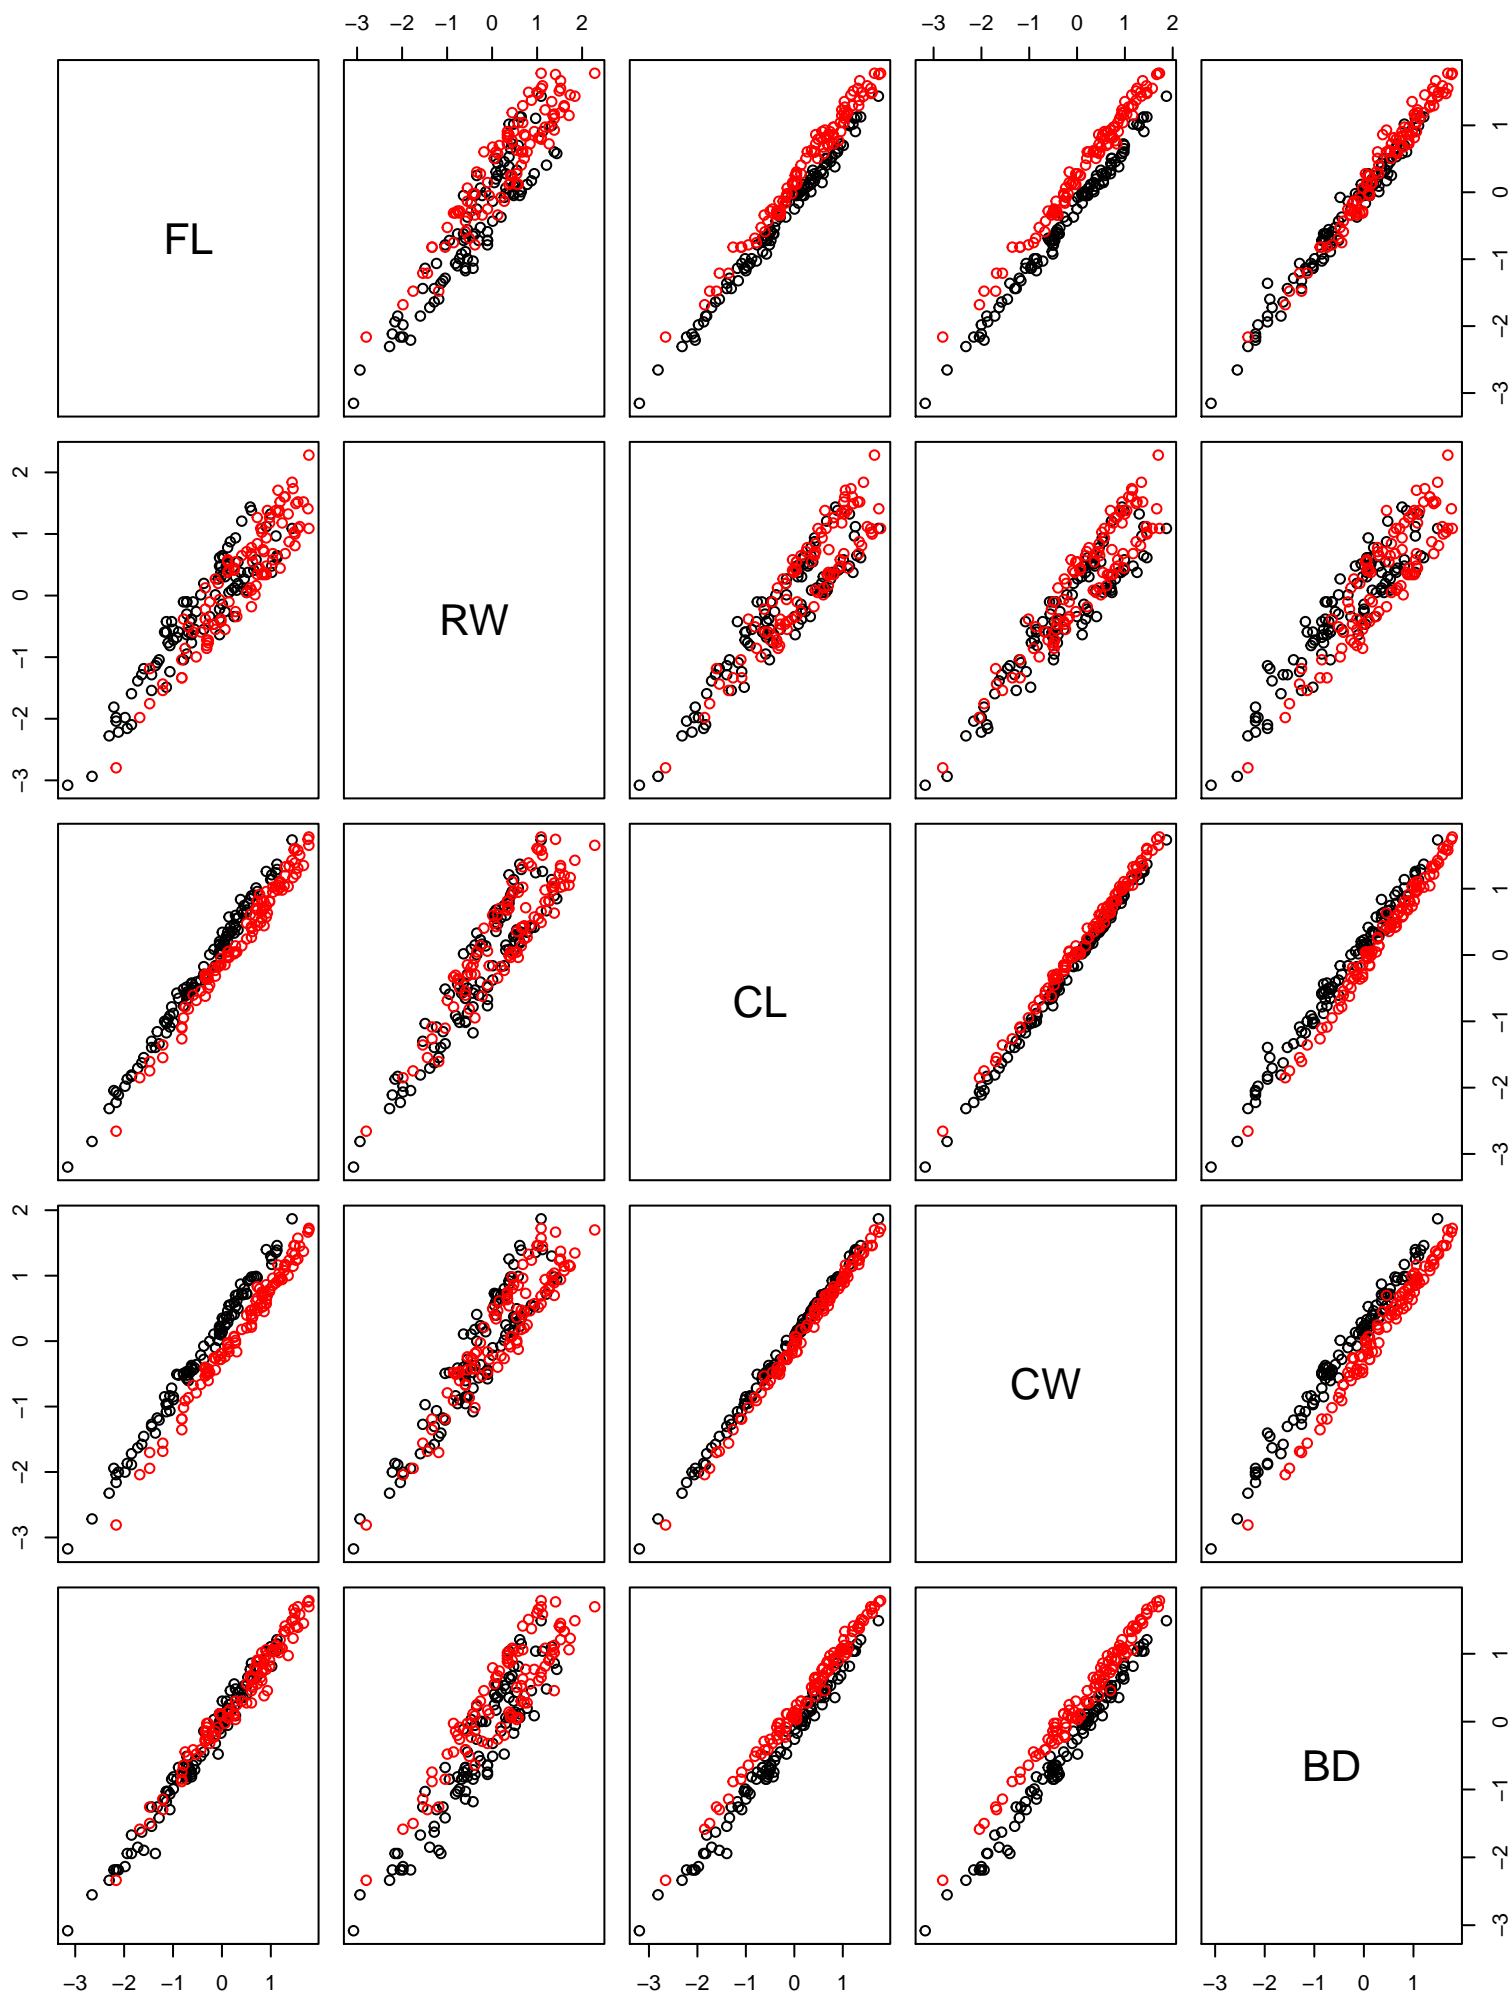 −3 −2 −1 0 1 2 −3 −2 −1 0 1 2
FL
−3 −2 −1 0 1
−3 −2 −1 0 1 2
RW
CL
−3 −2 −1 0 1
−3 −2 −1 0 1 2
CW
BD
−3 −2 −1 0 1
−3 −2 −1 0 1 −3 −2 −1 0 1 −3 −2 −1 0 1